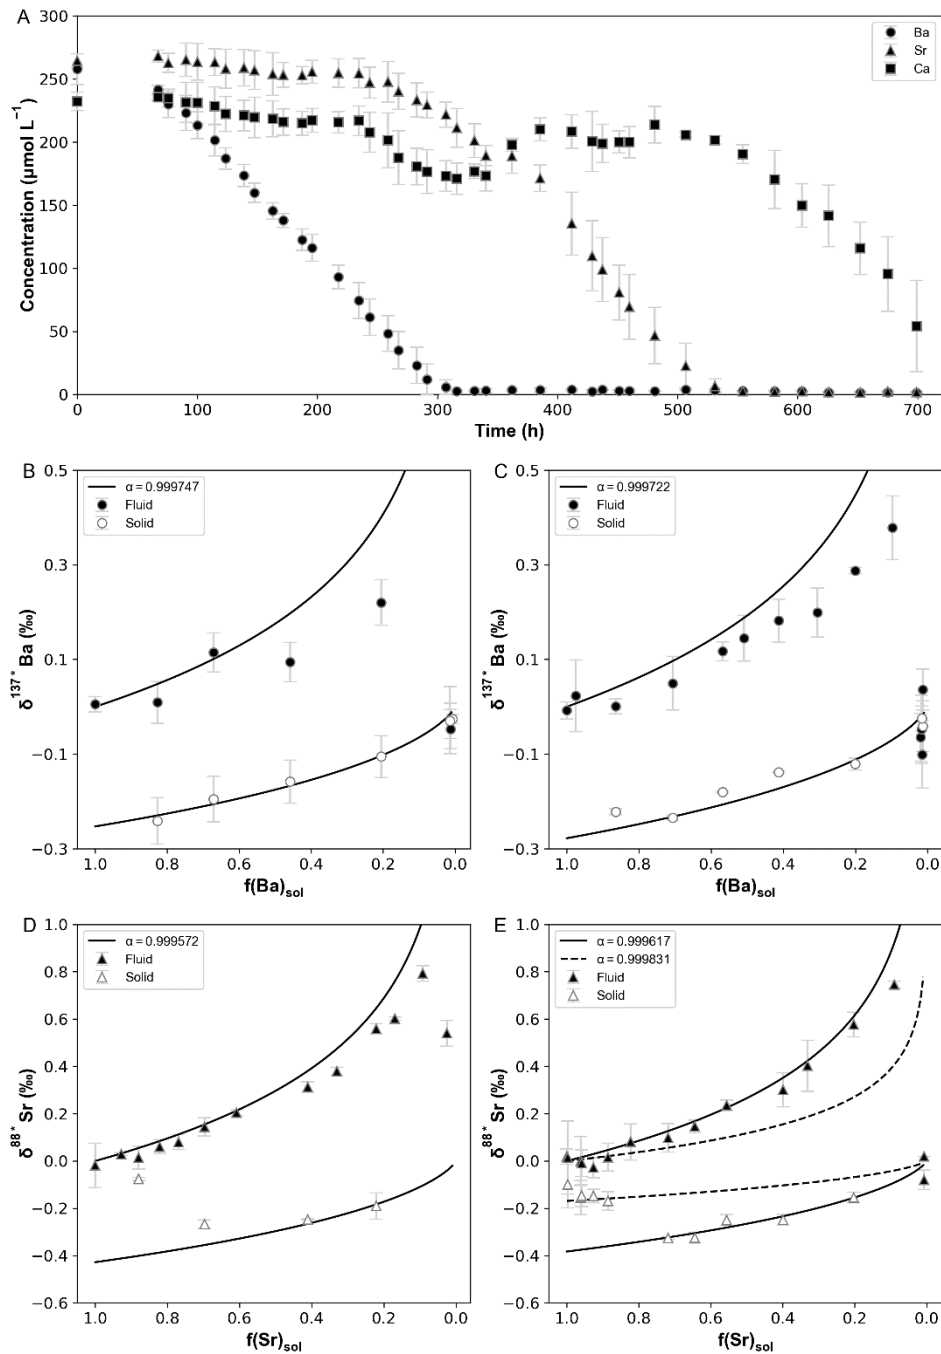 A
Ba
Sr
Ca
300
250
200
150
100
50
0
Concentration (µmol L⁻¹)
0 100 200 300 400 500 600 700
Time (h)
B
α = 0.999747
Fluid
Solid
0.5
0.3
0.1
−0.1
−0.3
δ¹³⁷* Ba (‰)
1.0 0.8 0.6 0.4 0.2 0.0
f(Ba)sol
C
α = 0.999722
Fluid
Solid
0.5
0.3
0.1
−0.1
−0.3
δ¹³⁷* Ba (‰)
1.0 0.8 0.6 0.4 0.2 0.0
f(Ba)sol
D
α = 0.999572
Fluid
Solid
1.0
0.8
0.6
0.4
0.2
0.0
−0.2
−0.4
−0.6
δ⁸⁸* Sr (‰)
1.0 0.8 0.6 0.4 0.2 0.0
f(Sr)sol
E
α = 0.999617
α = 0.999831
Fluid
Solid
1.0
0.8
0.6
0.4
0.2
0.0
−0.2
−0.4
−0.6
δ⁸⁸* Sr (‰)
1.0 0.8 0.6 0.4 0.2 0.0
f(Sr)sol